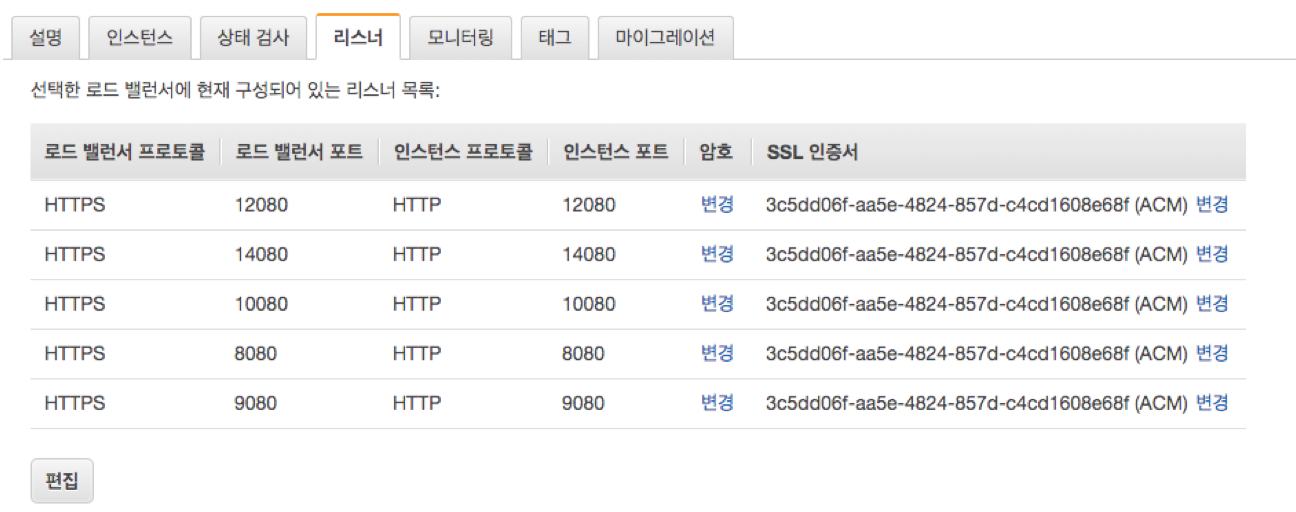 설명 인스턴스 상태 검사 리스너 모니터링 태그 마이그레이션
선택한 로드 밸런서에 현재 구성되어 있는 리스너 목록:
로드 밸런서 프로토콜 로드 밸런서 포트 인스턴스 프로토콜 인스턴스 포트 암호 SSL 인증서
HTTPS 12080 HTTP 12080 변경 3c5dd06f-aa5e-4824-857d-c4cd1608e68f (ACM) 변경
HTTPS 14080 HTTP 14080 변경 3c5dd06f-aa5e-4824-857d-c4cd1608e68f (ACM) 변경
HTTPS 10080 HTTP 10080 변경 3c5dd06f-aa5e-4824-857d-c4cd1608e68f (ACM) 변경
HTTPS 8080 HTTP 8080 변경 3c5dd06f-aa5e-4824-857d-c4cd1608e68f (ACM) 변경
HTTPS 9080 HTTP 9080 변경 3c5dd06f-aa5e-4824-857d-c4cd1608e68f (ACM) 변경
편집